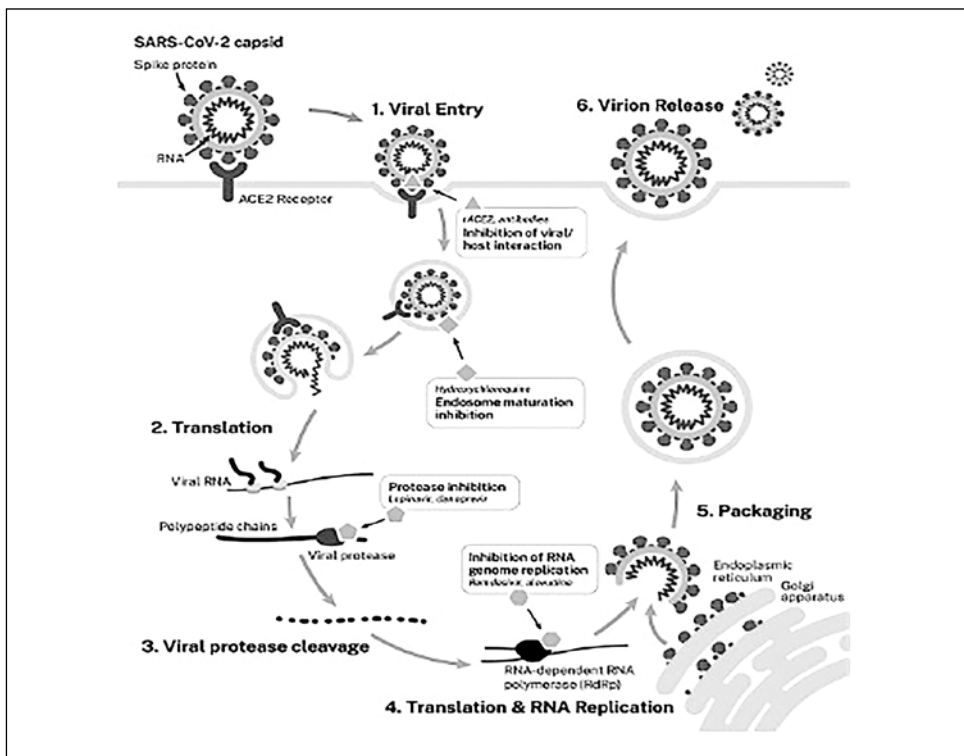 SARS-CoV-2 capsid
Spike protein
RNA
ACE2 Receptor
1. Viral Entry
rACE2, antibodies
Inhibition of viral/
host interaction
Hydroxychloroquine
Endosome maturation
inhibition
2. Translation
Viral RNA
Polypeptide chains
Protease inhibition
Lopinavir, danoprevir
Viral protease
3. Viral protease cleavage
Inhibition of RNA
genome replication
RNA-dependent RNA
polymerase (RdRp)
4. Translation & RNA Replication
5. Packaging
Endoplasmic
reticulum
Golgi
apparatus
6. Virion Release